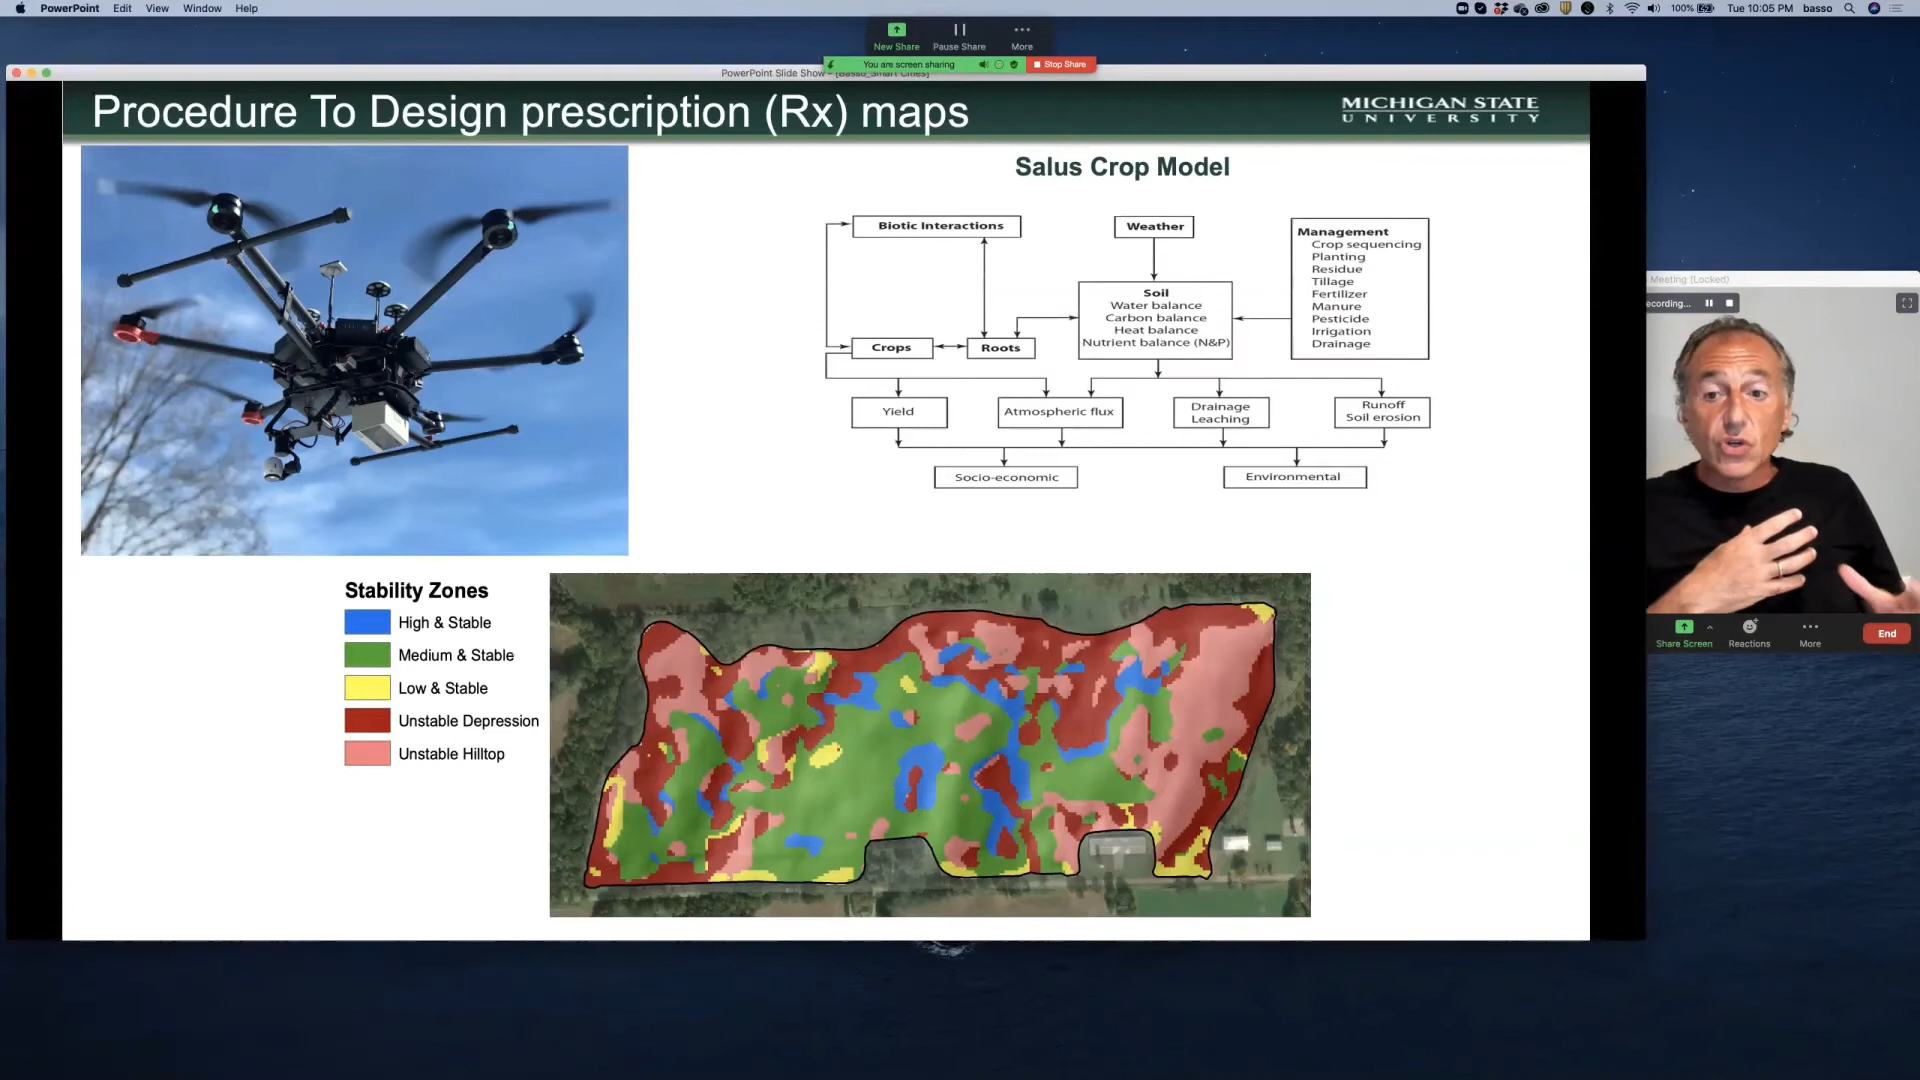 PowerPoint Edit View Window Help
100% Tue 10:05 PM basso
New Share Pause Share More
You are screen sharing Stop Share
PowerPoint Slide Show - [Basso_Smart Cities]
Procedure To Design prescription (Rx) maps
MICHIGAN STATE
UNIVERSITY
Salus Crop Model
Biotic Interactions
Weather
Management
Crop sequencing
Planting
Residue
Tillage
Fertilizer
Manure
Pesticide
Irrigation
Drainage
Soil
Water balance
Carbon balance
Heat balance
Nutrient balance (N&P)
Crops
Roots
Yield
Atmospheric flux
Drainage
Leaching
Runoff
Soil erosion
Socio-economic
Environmental
Meeting (Locked)
ecording...
Share Screen Reactions More End
Stability Zones
High & Stable
Medium & Stable
Low & Stable
Unstable Depression
Unstable Hilltop